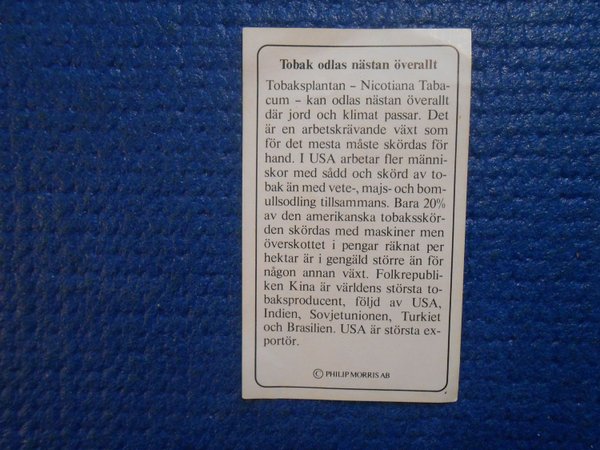 Tobak odlas nästan överallt
Tobaksplantan – Nicotiana Taba-
cum – kan odlas nästan överallt
där jord och klimat passar. Det
är en arbetskrävande växt som
för det mesta måste skördas för
hand. I USA arbetar fler männi-
skor med sådd och skörd av to-
bak än med vete-, majs- och bom-
ullsodling tillsammans. Bara 20%
av den amerikanska tobaksskör-
den skördas med maskiner men
överskottet i pengar räknat per
hektar är i gengäld större än för
någon annan växt. Folkrepubli-
ken Kina är världens största to-
baksproducent, följd av USA,
Indien, Sovjetunionen, Turkiet
och Brasilien. USA är största ex-
portör.
© PHILIP MORRIS AB